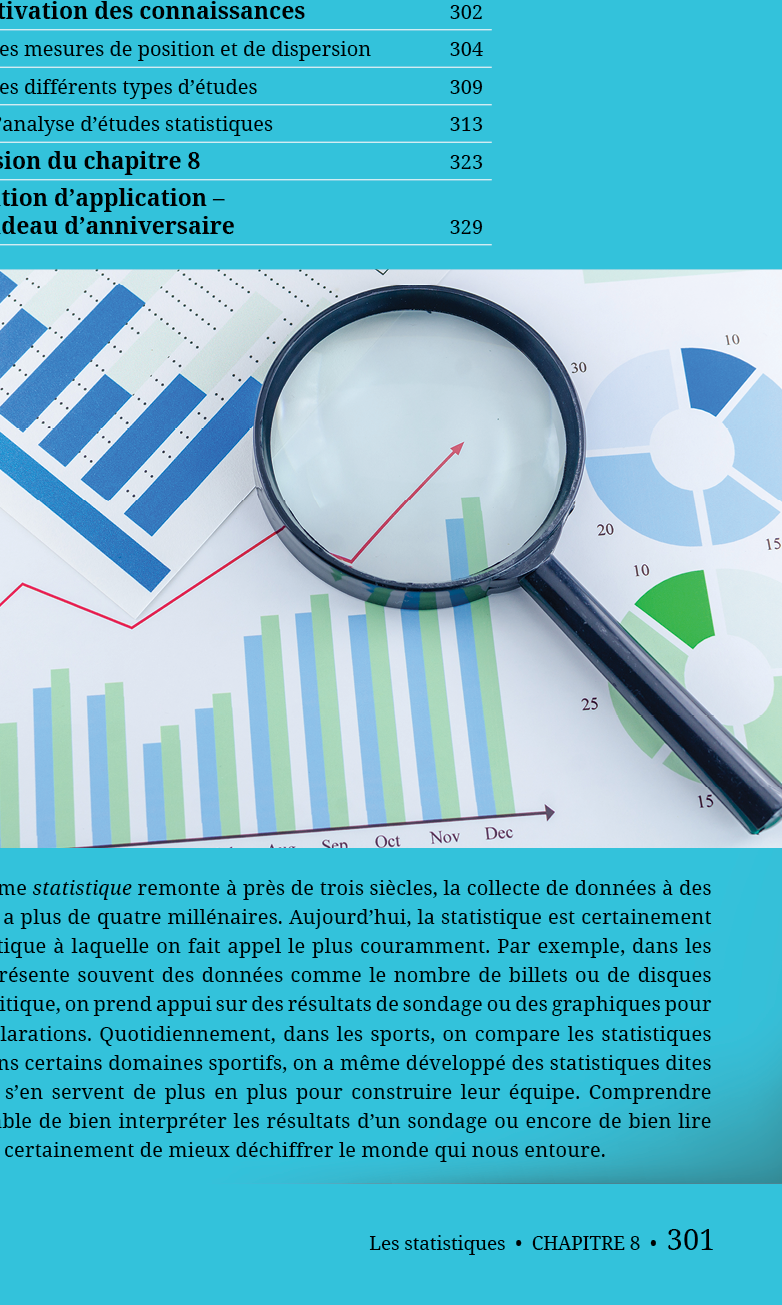 tivation des connaissances 302
es mesures de position et de dispersion 304
es différents types d’études 309
’analyse d’études statistiques 313
sion du chapitre 8 323
tion d’application –
deau d’anniversaire 329
10
30
20
15
10
25
15
Sep Oct Nov Dec
me statistique remonte à près de trois siècles, la collecte de données à des
a plus de quatre millénaires. Aujourd’hui, la statistique est certainement
tique à laquelle on fait appel le plus couramment. Par exemple, dans les
résente souvent des données comme le nombre de billets ou de disques
itique, on prend appui sur des résultats de sondage ou des graphiques pour
larations. Quotidiennement, dans les sports, on compare les statistiques
ns certains domaines sportifs, on a même développé des statistiques dites
s’en servent de plus en plus pour construire leur équipe. Comprendre
ble de bien interpréter les résultats d’un sondage ou encore de bien lire
certainement de mieux déchiffrer le monde qui nous entoure.
Les statistiques • CHAPITRE 8 • 301